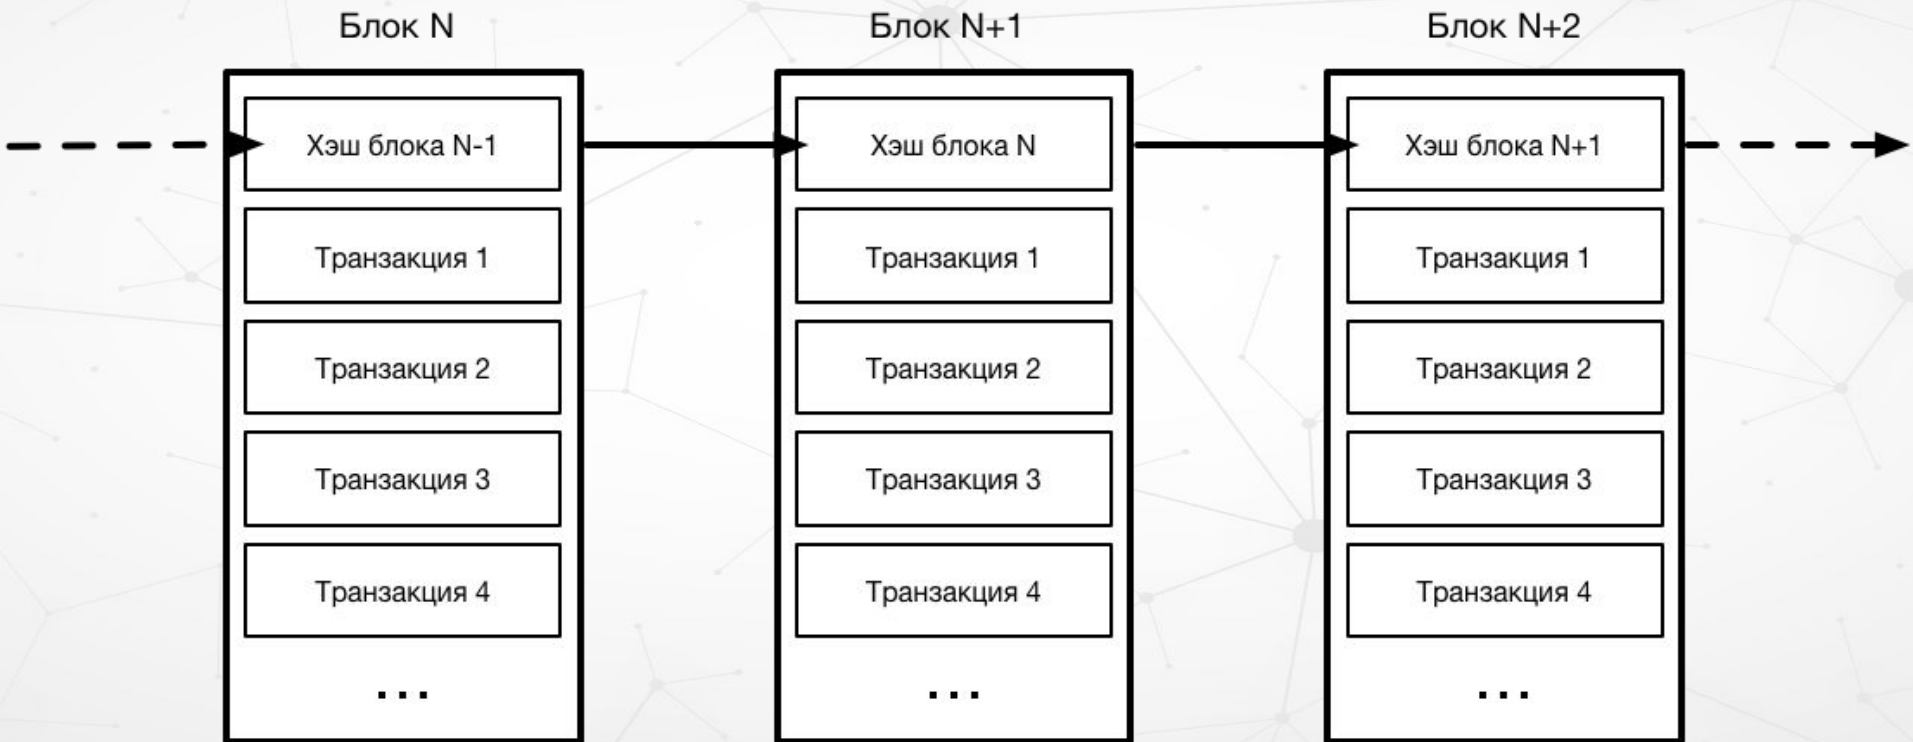 Блок N
Хэш блока N-1
Транзакция 1
Транзакция 2
Транзакция 3
Транзакция 4
...
Блок N+1
Хэш блока N
Транзакция 1
Транзакция 2
Транзакция 3
Транзакция 4
...
Блок N+2
Хэш блока N+1
Транзакция 1
Транзакция 2
Транзакция 3
Транзакция 4
...